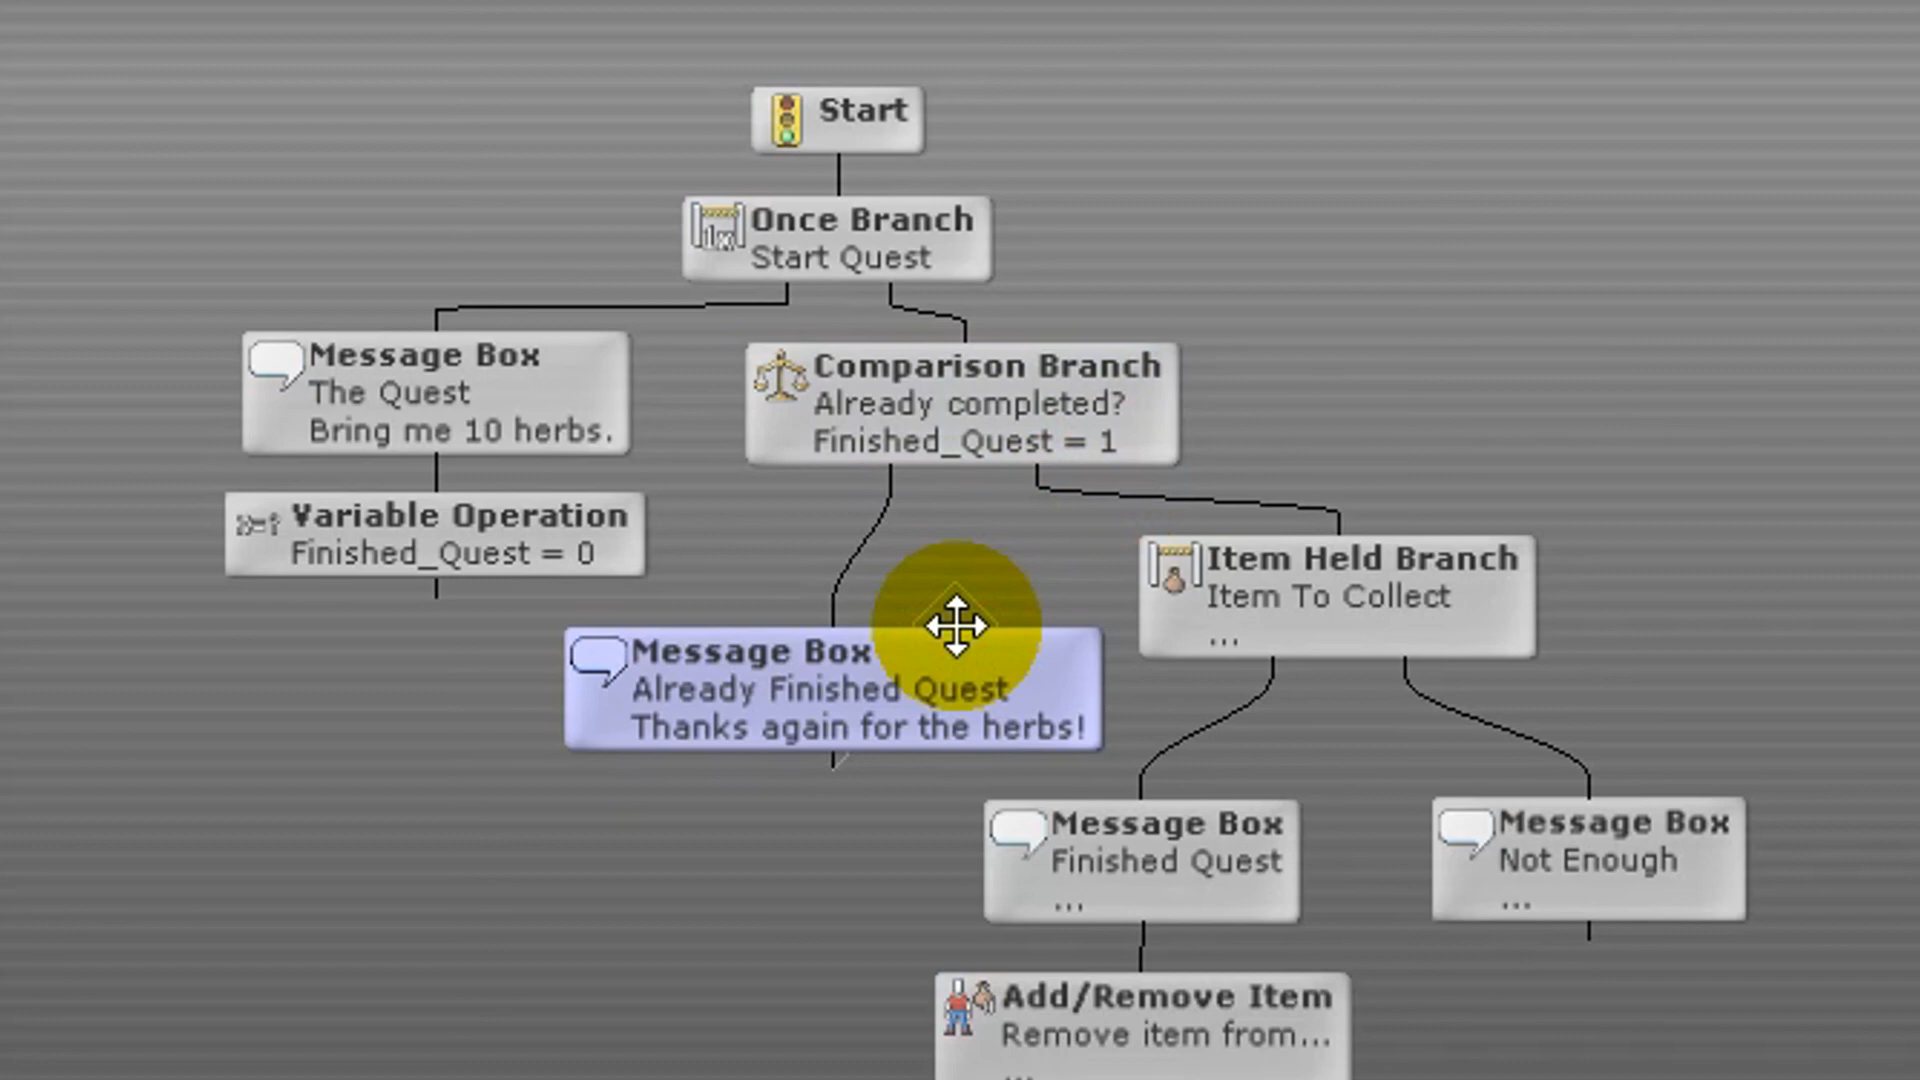 Start
Once Branch
Start Quest
Message Box
The Quest
Bring me 10 herbs.
Comparison Branch
Already completed?
Finished_Quest = 1
Variable Operation
Finished_Quest = 0
Item Held Branch
Item To Collect
...
Message Box
Already Finished Quest
Thanks again for the herbs!
Message Box
Finished Quest
...
Message Box
Not Enough
...
Add/Remove Item
Remove item from...
...